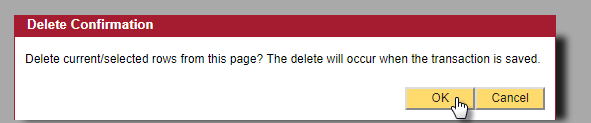 Delete Confirmation
Delete current/selected rows from this page? The delete will occur when the transaction is saved.
OK Cancel